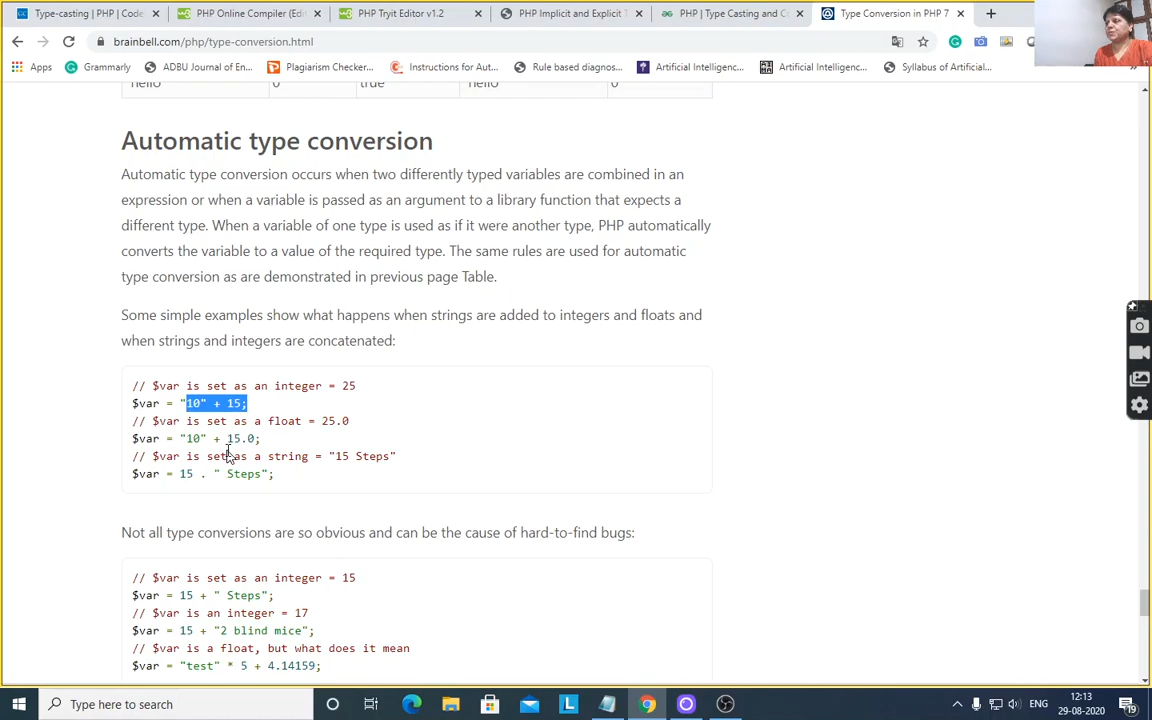 Type-casting | PHP | Code
PHP Online Compiler (Edi
PHP Tryit Editor v1.2
PHP Implicit and Explicit T
PHP | Type Casting and Co
Type Conversion in PHP 7
brainbell.com/php/type-conversion.html
Apps
Grammarly
ADBU Journal of En...
Plagiarism Checker...
Instructions for Aut...
Rule based diagnos...
Artificial Intelligenc...
Artificial Intelligenc...
Syllabus of Artificial...
hello 0 true hello 0
Automatic type conversion
Automatic type conversion occurs when two differently typed variables are combined in an
expression or when a variable is passed as an argument to a library function that expects a
different type. When a variable of one type is used as if it were another type, PHP automatically
converts the variable to a value of the required type. The same rules are used for automatic
type conversion as are demonstrated in previous page Table.
Some simple examples show what happens when strings are added to integers and floats and
when strings and integers are concatenated:
// $var is set as an integer = 25
$var = "10" + 15;
// $var is set as a float = 25.0
$var = "10" + 15.0;
// $var is set as a string = "15 Steps"
$var = 15 . " Steps";
Not all type conversions are so obvious and can be the cause of hard-to-find bugs:
// $var is set as an integer = 15
$var = 15 + " Steps";
// $var is an integer = 17
$var = 15 + "2 blind mice";
// $var is a float, but what does it mean
$var = "test" * 5 + 4.14159;
Type here to search
ENG
12:13
29-08-2020
19